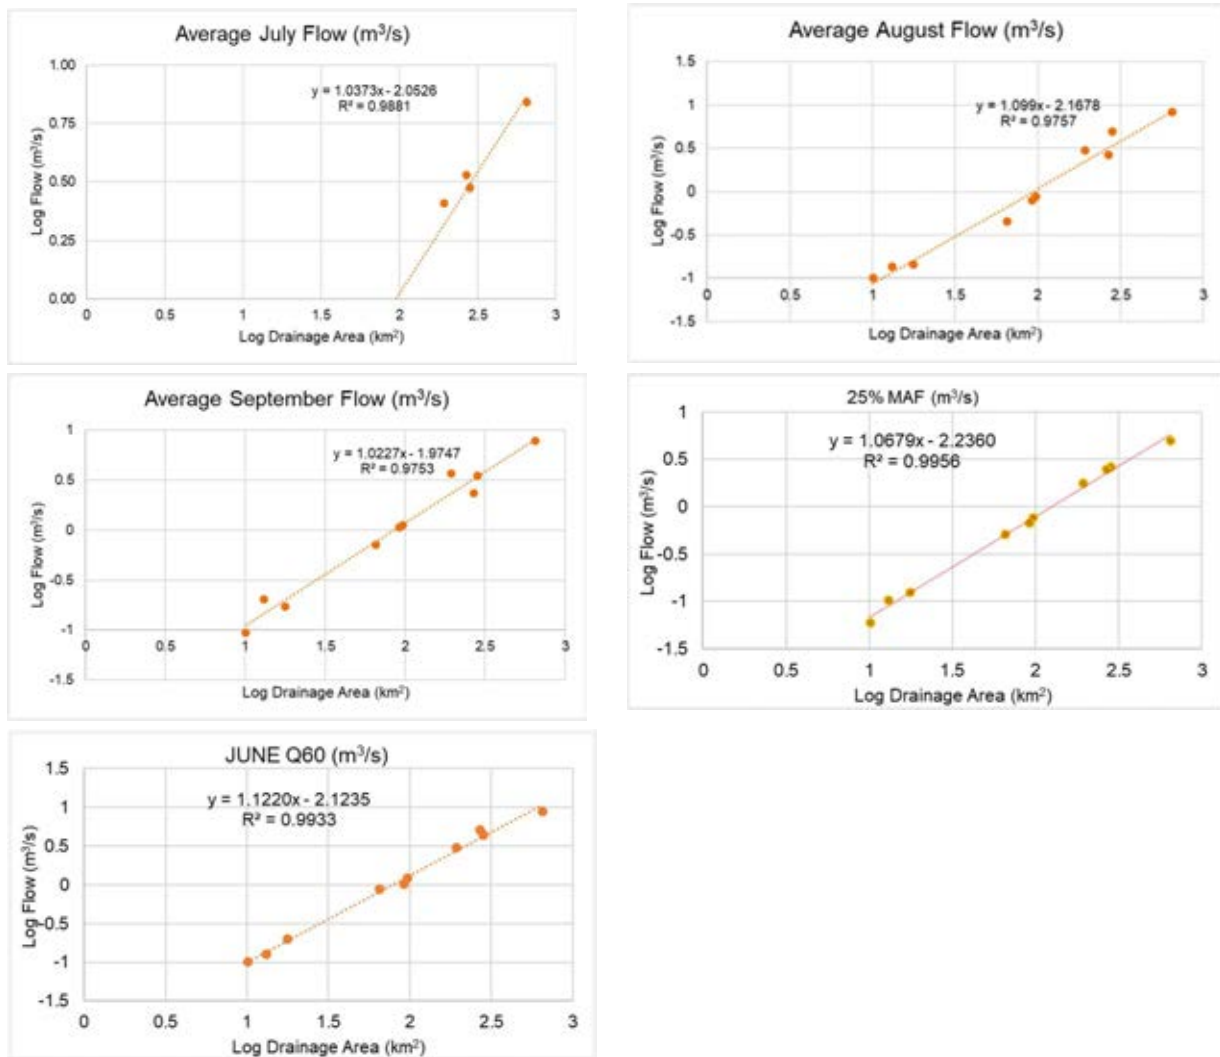 Average July Flow (m³/s)
1.00
0.75
0.50
0.25
0.00
y = 1.0373x - 2.0526
R² = 0.9881
Log Flow (m³/s)
0 0.5 1 1.5 2 2.5 3
Log Drainage Area (km²)
Average August Flow (m³/s)
1.5
1
0.5
0
-0.5
-1
-1.5
y = 1.099x - 2.1678
R² = 0.9757
Log Flow (m³/s)
0 0.5 1 1.5 2 2.5 3
Log Drainage Area (km²)
Average September Flow (m³/s)
1
0.5
0
-0.5
-1
-1.5
y = 1.0227x - 1.9747
R² = 0.9753
Log Flow (m³/s)
0 0.5 1 1.5 2 2.5 3
Log Drainage Area (km²)
25% MAF (m³/s)
1
0.5
0
-0.5
-1
-1.5
y = 1.0679x - 2.2360
R² = 0.9956
Log Flow (m³/s)
0 0.5 1 1.5 2 2.5 3
Log Drainage Area (km²)
JUNE Q60 (m³/s)
1.5
1
0.5
0
-0.5
-1
-1.5
y = 1.1220x - 2.1235
R² = 0.9933
Log Flow (m³/s)
0 0.5 1 1.5 2 2.5 3
Log Drainage Area (km²)